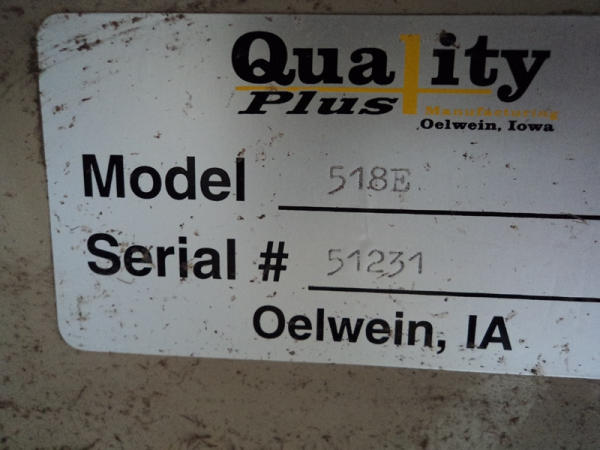 Quality
Plus
Manufacturing
Oelwein, Iowa
Model 518E
Serial # 51231
Oelwein, IA